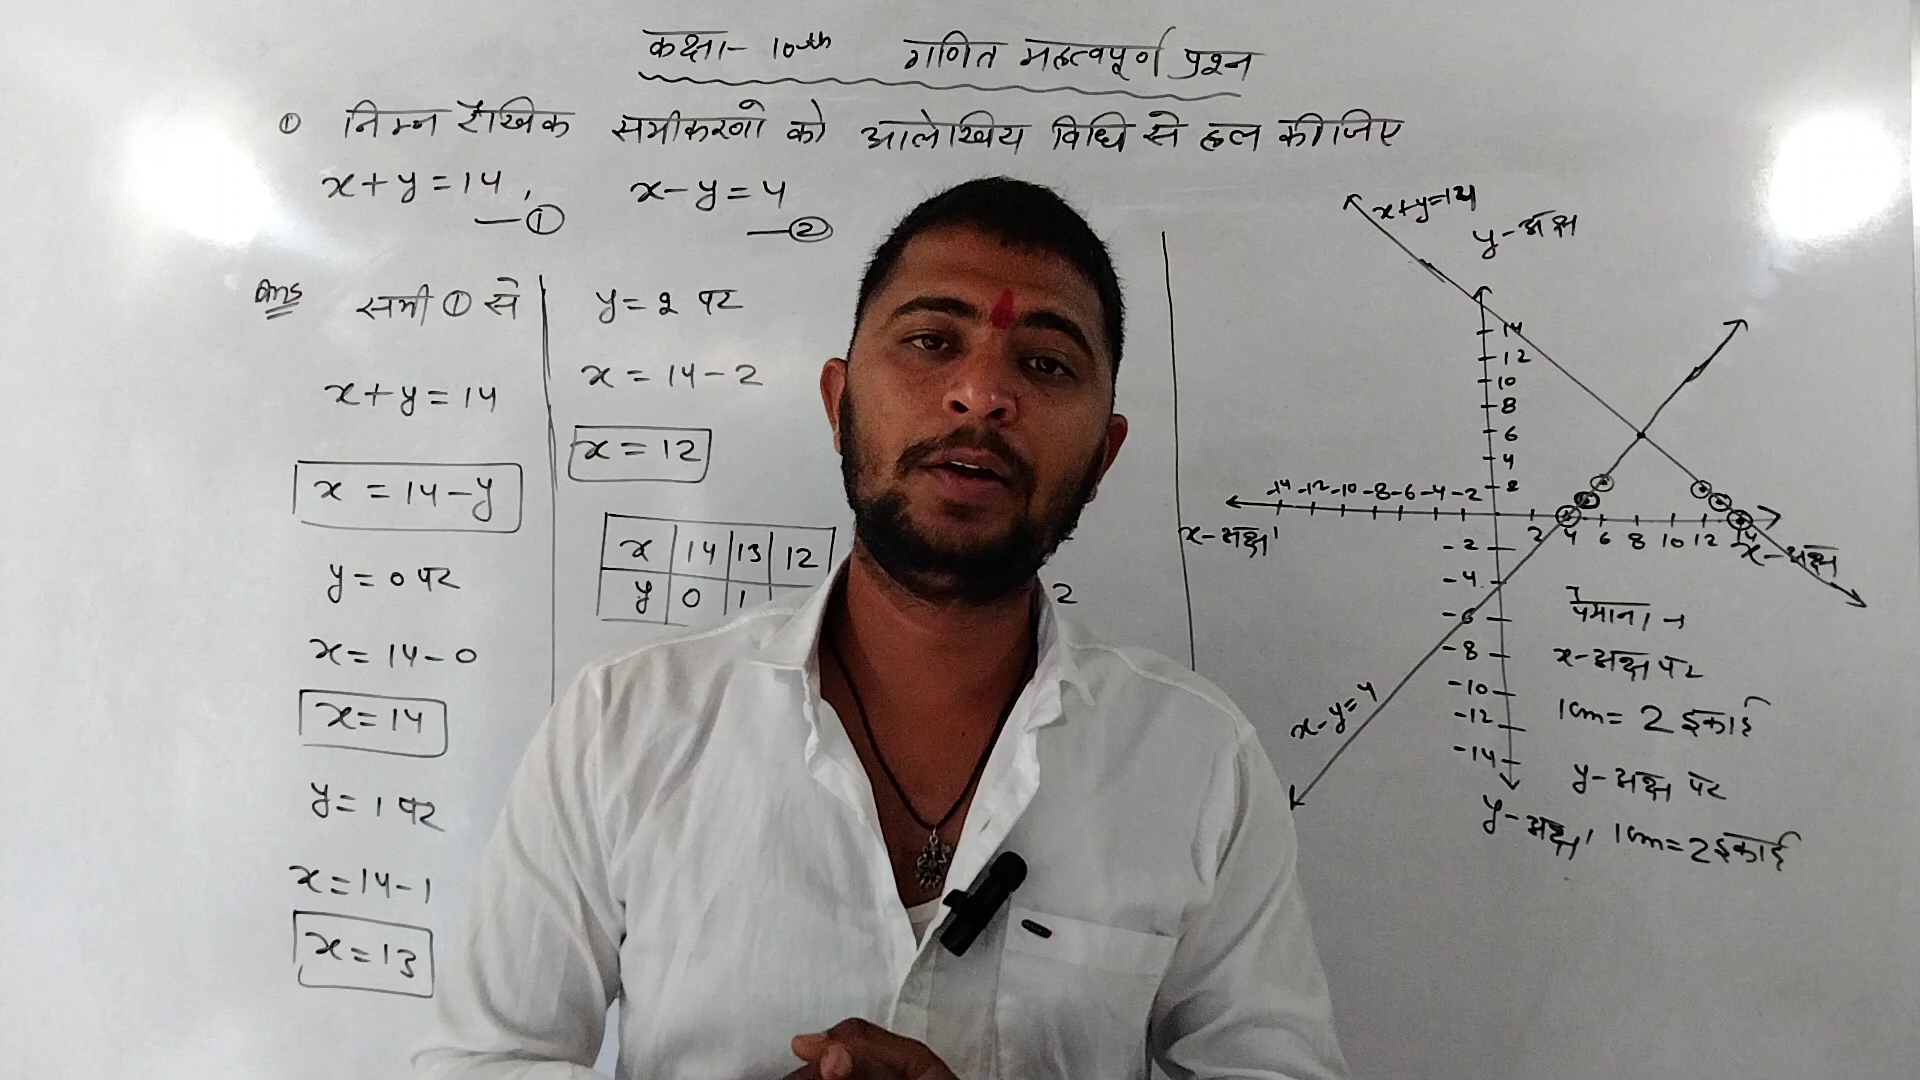 कक्षा- 10th गणित महत्वपूर्ण प्रश्न
① निम्न रैखिक समीकरणो को आलेखिय विधि से हल कीजिए
x+y=14, x-y=4
—① —②
Ans समी ① से
x+y=14
x=14-y
y=0 पर
x=14-0
x=14
y=1 पर
x=14-1
x=13
y=2 पर
x=14-2
x=12
x 14 13 12
y 0 1
2
x+y=14
y-अक्ष
14
12
10
8
6
4
2
-14 -12 -10 -8 -6 -4 -2
x-अक्ष'
2 4 6 8 10 12 14
x-अक्ष
-2
-4
-6
-8
-10
-12
-14
x-y=4
y-अक्ष'
पैमाना→
x-अक्ष पर
1cm=2 इकाई
y-अक्ष पर
1cm=2 इकाई